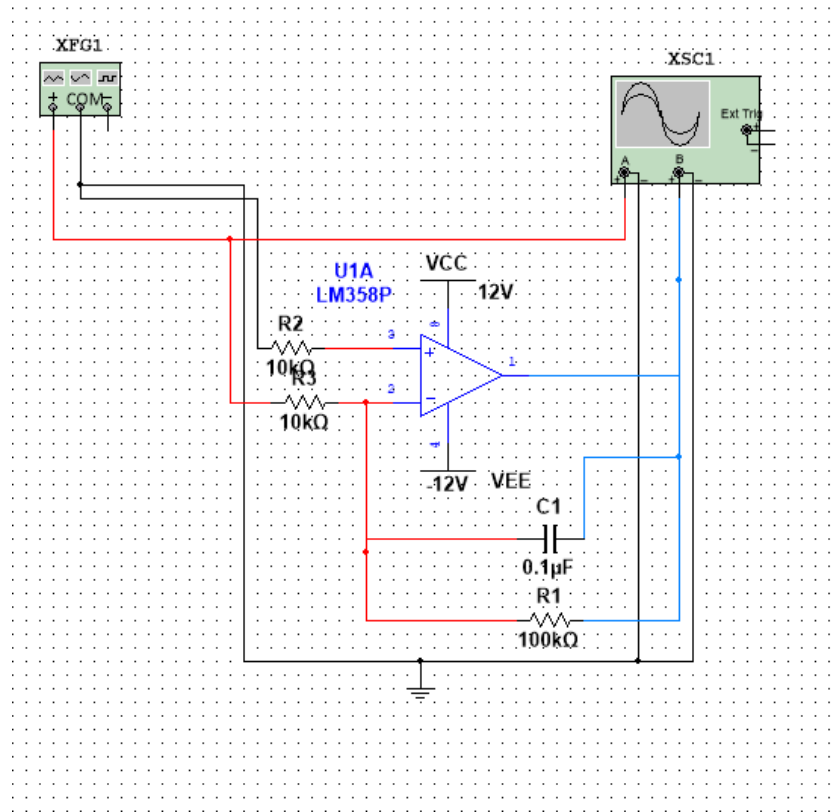 XFG1
COM
XSC1
Ext Trig
A
B
U1A
LM358P
VCC
12V
R2
3
8
10kΩ
1
R3
2
10kΩ
4
-12V
VEE
C1
0.1µF
R1
100kΩ